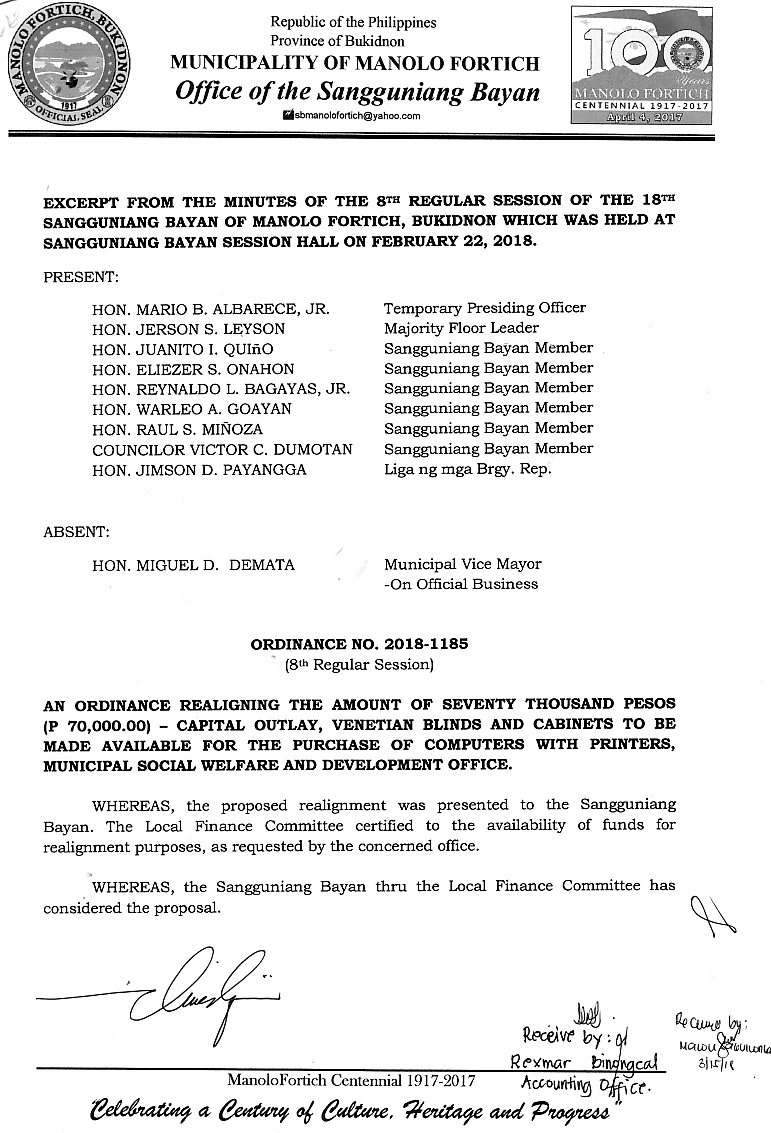 MANOLO FORTICH, BUKIDNON
1917
OFFICIAL SEAL
Republic of the Philippines
Province of Bukidnon
MUNICIPALITY OF MANOLO FORTICH
Office of the Sangguniang Bayan
sbmanolofortich@yahoo.com
100
Years
MANOLO FORTICH
CENTENNIAL 1917-2017
April 4, 2017
EXCERPT FROM THE MINUTES OF THE 8TH REGULAR SESSION OF THE 18TH
SANGGUNIANG BAYAN OF MANOLO FORTICH, BUKIDNON WHICH WAS HELD AT
SANGGUNIANG BAYAN SESSION HALL ON FEBRUARY 22, 2018.
PRESENT:
HON. MARIO B. ALBARECE, JR. Temporary Presiding Officer
HON. JERSON S. LEYSON Majority Floor Leader
HON. JUANITO I. QUIñO Sangguniang Bayan Member
HON. ELIEZER S. ONAHON Sangguniang Bayan Member
HON. REYNALDO L. BAGAYAS, JR. Sangguniang Bayan Member
HON. WARLEO A. GOAYAN Sangguniang Bayan Member
HON. RAUL S. MIÑOZA Sangguniang Bayan Member
COUNCILOR VICTOR C. DUMOTAN Sangguniang Bayan Member
HON. JIMSON D. PAYANGGA Liga ng mga Brgy. Rep.
ABSENT:
HON. MIGUEL D. DEMATA Municipal Vice Mayor
-On Official Business
ORDINANCE NO. 2018-1185
(8th Regular Session)
AN ORDINANCE REALIGNING THE AMOUNT OF SEVENTY THOUSAND PESOS
(P 70,000.00) – CAPITAL OUTLAY, VENETIAN BLINDS AND CABINETS TO BE
MADE AVAILABLE FOR THE PURCHASE OF COMPUTERS WITH PRINTERS,
MUNICIPAL SOCIAL WELFARE AND DEVELOPMENT OFFICE.
WHEREAS, the proposed realignment was presented to the Sangguniang
Bayan. The Local Finance Committee certified to the availability of funds for
realignment purposes, as requested by the concerned office.
WHEREAS, the Sangguniang Bayan thru the Local Finance Committee has
considered the proposal.
Receive by:
Rexmar Binongcal
Accounting Office.
Receive by:
3/15/18
ManoloFortich Centennial 1917-2017
"Celebrating a Century of Culture, Heritage and Progress"